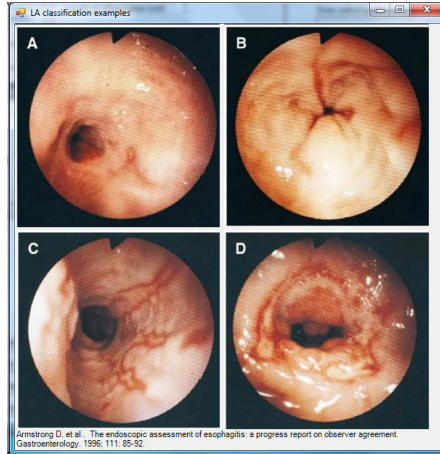 LA classification examples
A
B
C
D
Armstrong D, et al.. The endoscopic assessment of esophagitis: a progress report on observer agreement.
Gastroenterology. 1996; 111: 85-92.